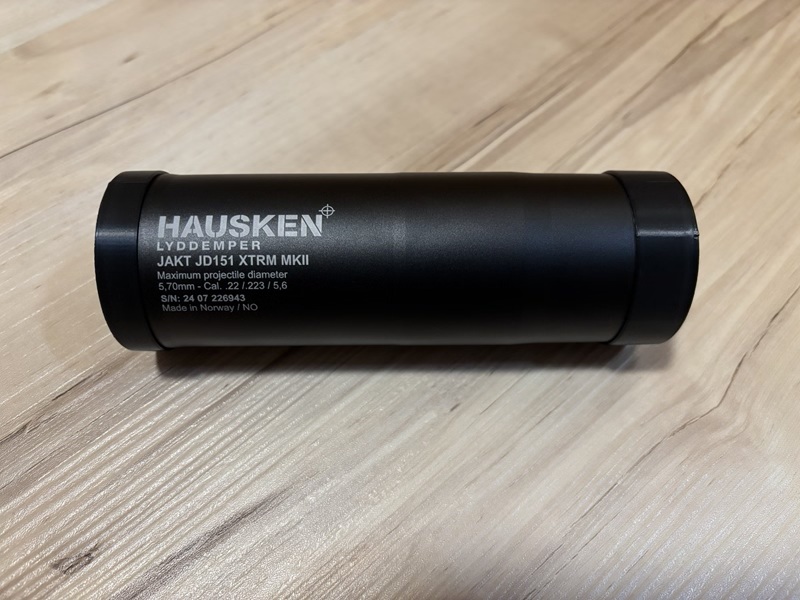 HAUSKEN
LYDDEMPER
JAKT JD151 XTRM MKII
Maximum projectile diameter
5,70mm - Cal. .22 /.223 / 5,6
S/N: 24 07 226943
Made in Norway / NO